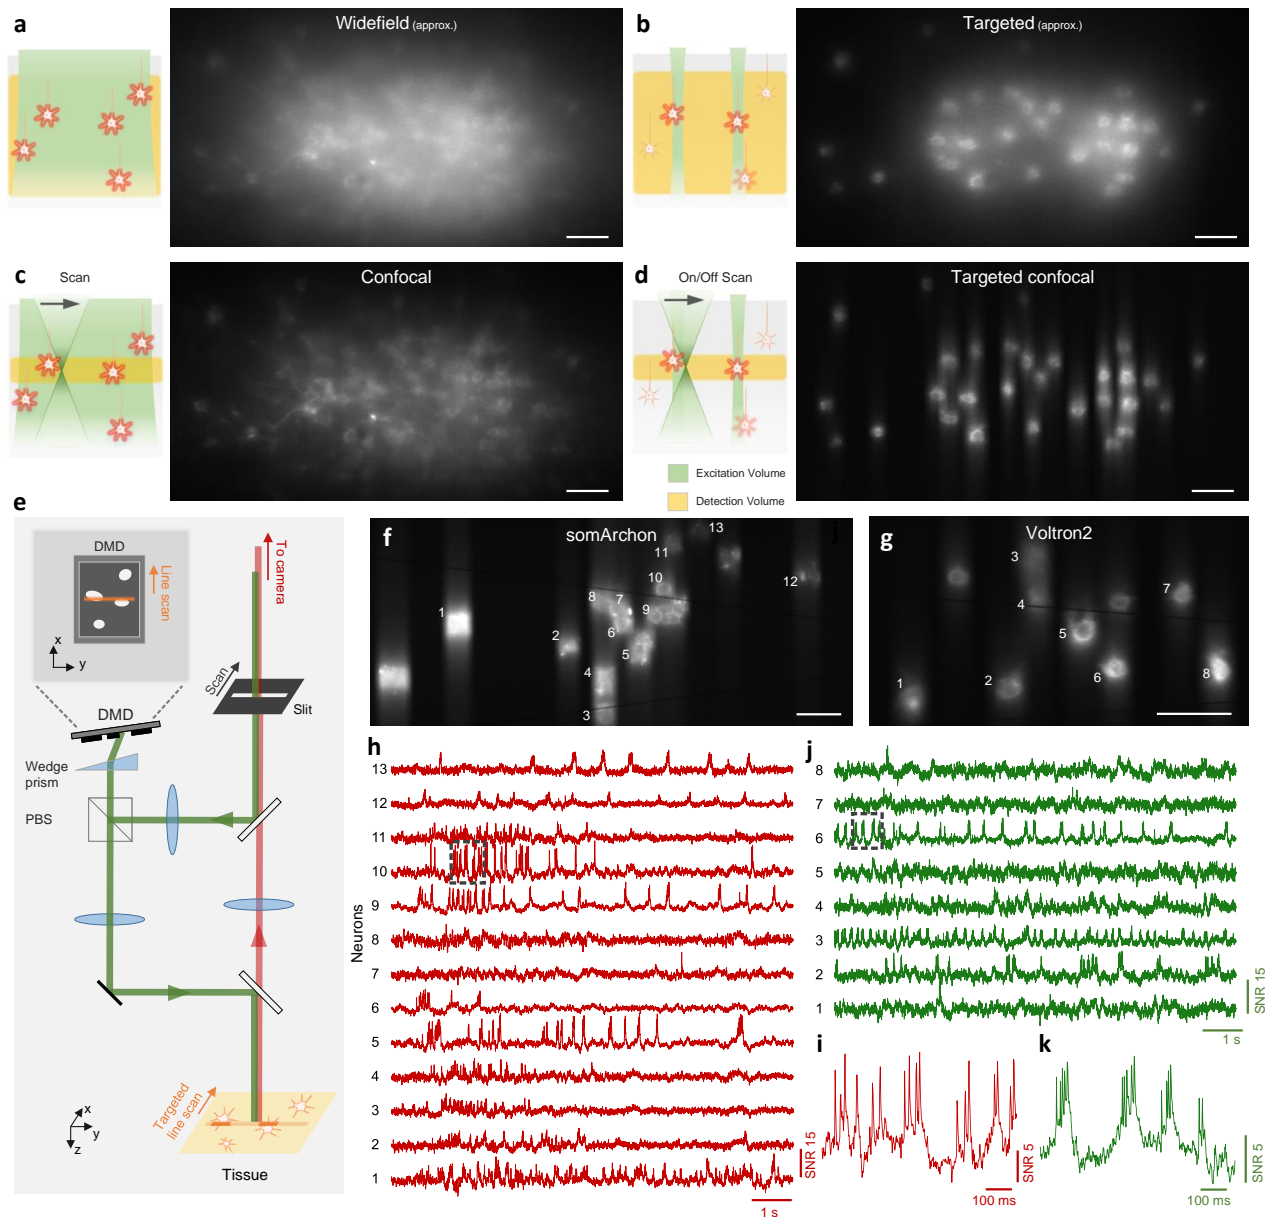 a
Widefield (approx.)
b
Targeted (approx.)
c
Scan
Confocal
d
On/Off Scan
Targeted confocal
Excitation Volume
Detection Volume
e
DMD
Line scan
x
y
To camera
Scan
Slit
DMD
Wedge
prism
PBS
Targeted
line scan
x
y
z
Tissue
f
somArchon
j
13
11
12
10
1
8
7
9
2
6
5
4
3
g
Voltron2
3
7
4
5
1
2
6
8
h
Neurons
13
12
11
10
9
8
7
6
5
4
3
2
1
SNR 15
1 s
j
8
7
6
5
4
3
2
1
SNR 15
1 s
i
SNR 5
100 ms
k
SNR 5
100 ms